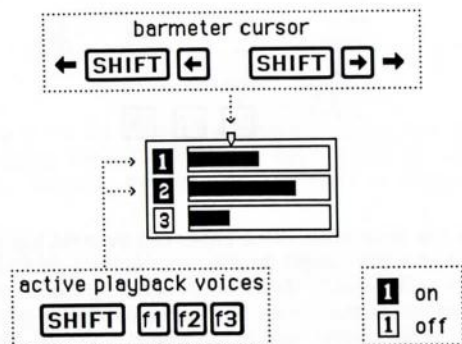 barmeter cursor
← SHIFT ← SHIFT → →
1
2
3
active playback voices
SHIFT f1 f2 f3
1 on
1 off